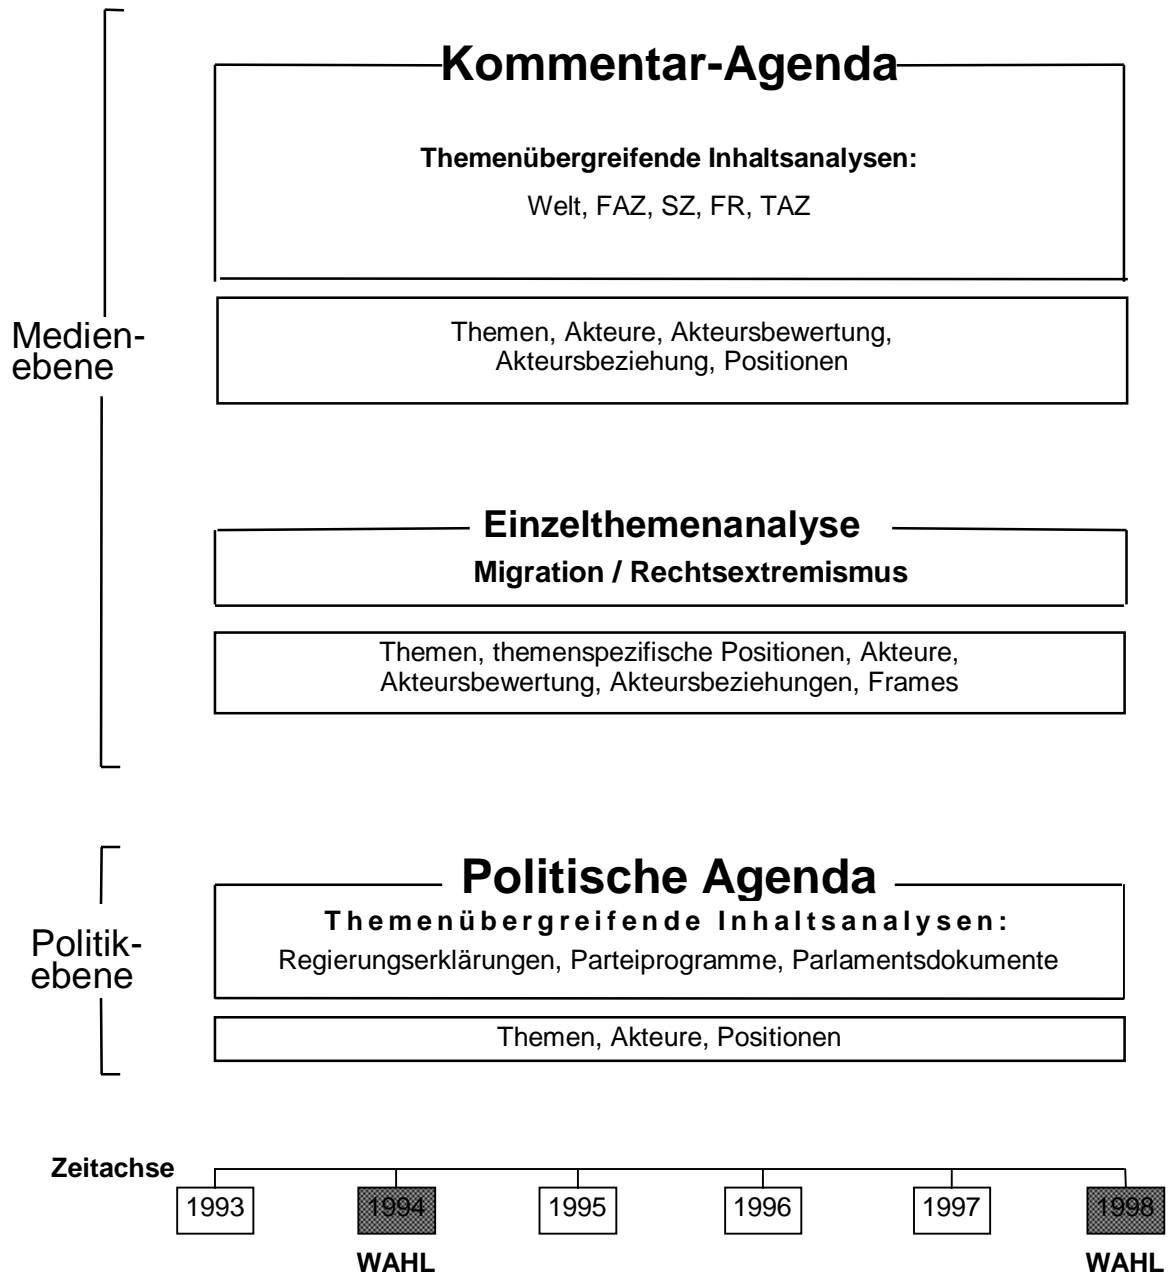 Kommentar-Agenda
Themenübergreifende Inhaltsanalysen:
Welt, FAZ, SZ, FR, TAZ
Medien-
ebene
Themen, Akteure, Akteursbewertung,
Akteursbeziehung, Positionen
Einzelthemenanalyse
Migration / Rechtsextremismus
Themen, themenspezifische Positionen, Akteure,
Akteursbewertung, Akteursbeziehungen, Frames
Politische Agenda
Themenübergreifende Inhaltsanalysen:
Regierungserklärungen, Parteiprogramme, Parlamentsdokumente
Politik-
ebene
Themen, Akteure, Positionen
Zeitachse
1993 1994 1995 1996 1997 1998
WAHL WAHL